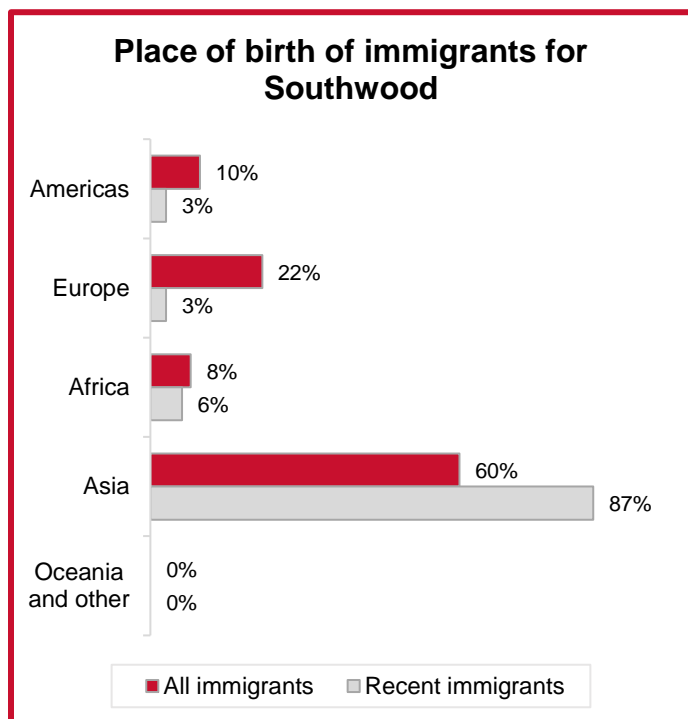 Place of birth of immigrants for
Southwood
Americas
10%
3%
Europe
22%
3%
Africa
8%
6%
Asia
60%
87%
Oceania
and other
0%
0%
All immigrants
Recent immigrants